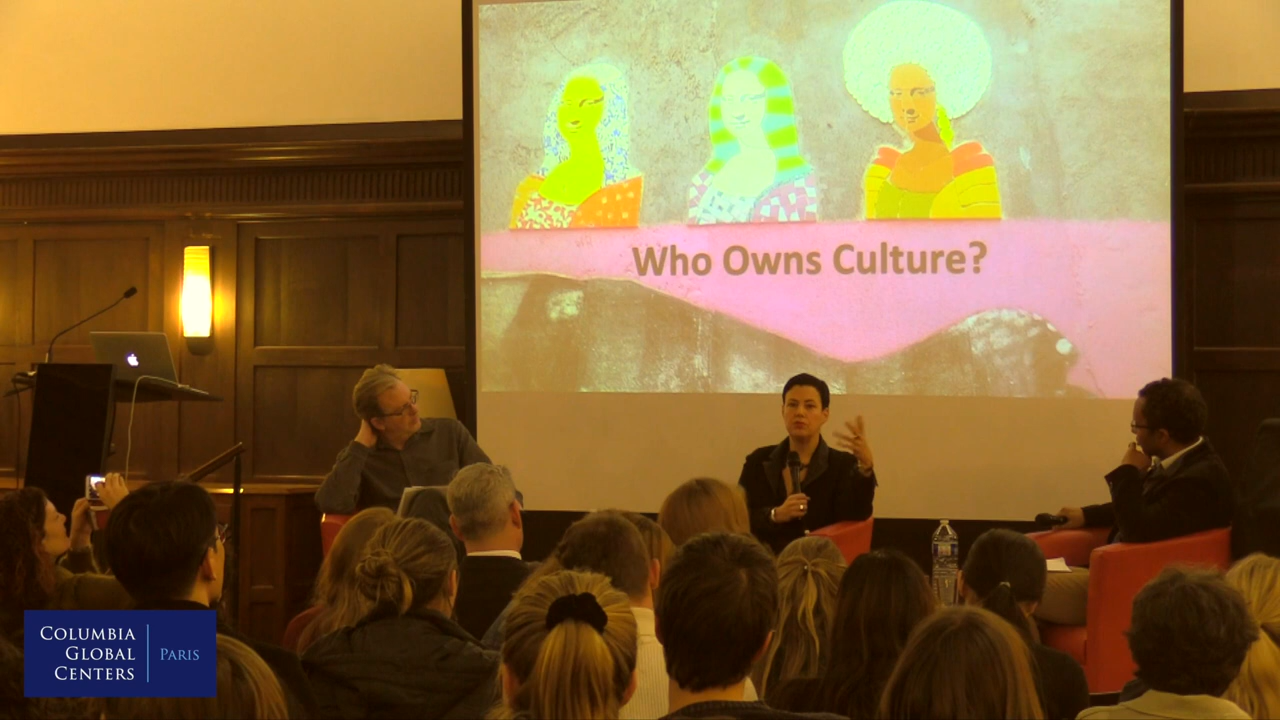 Who Owns Culture?
COLUMBIA
GLOBAL
CENTERS
PARIS